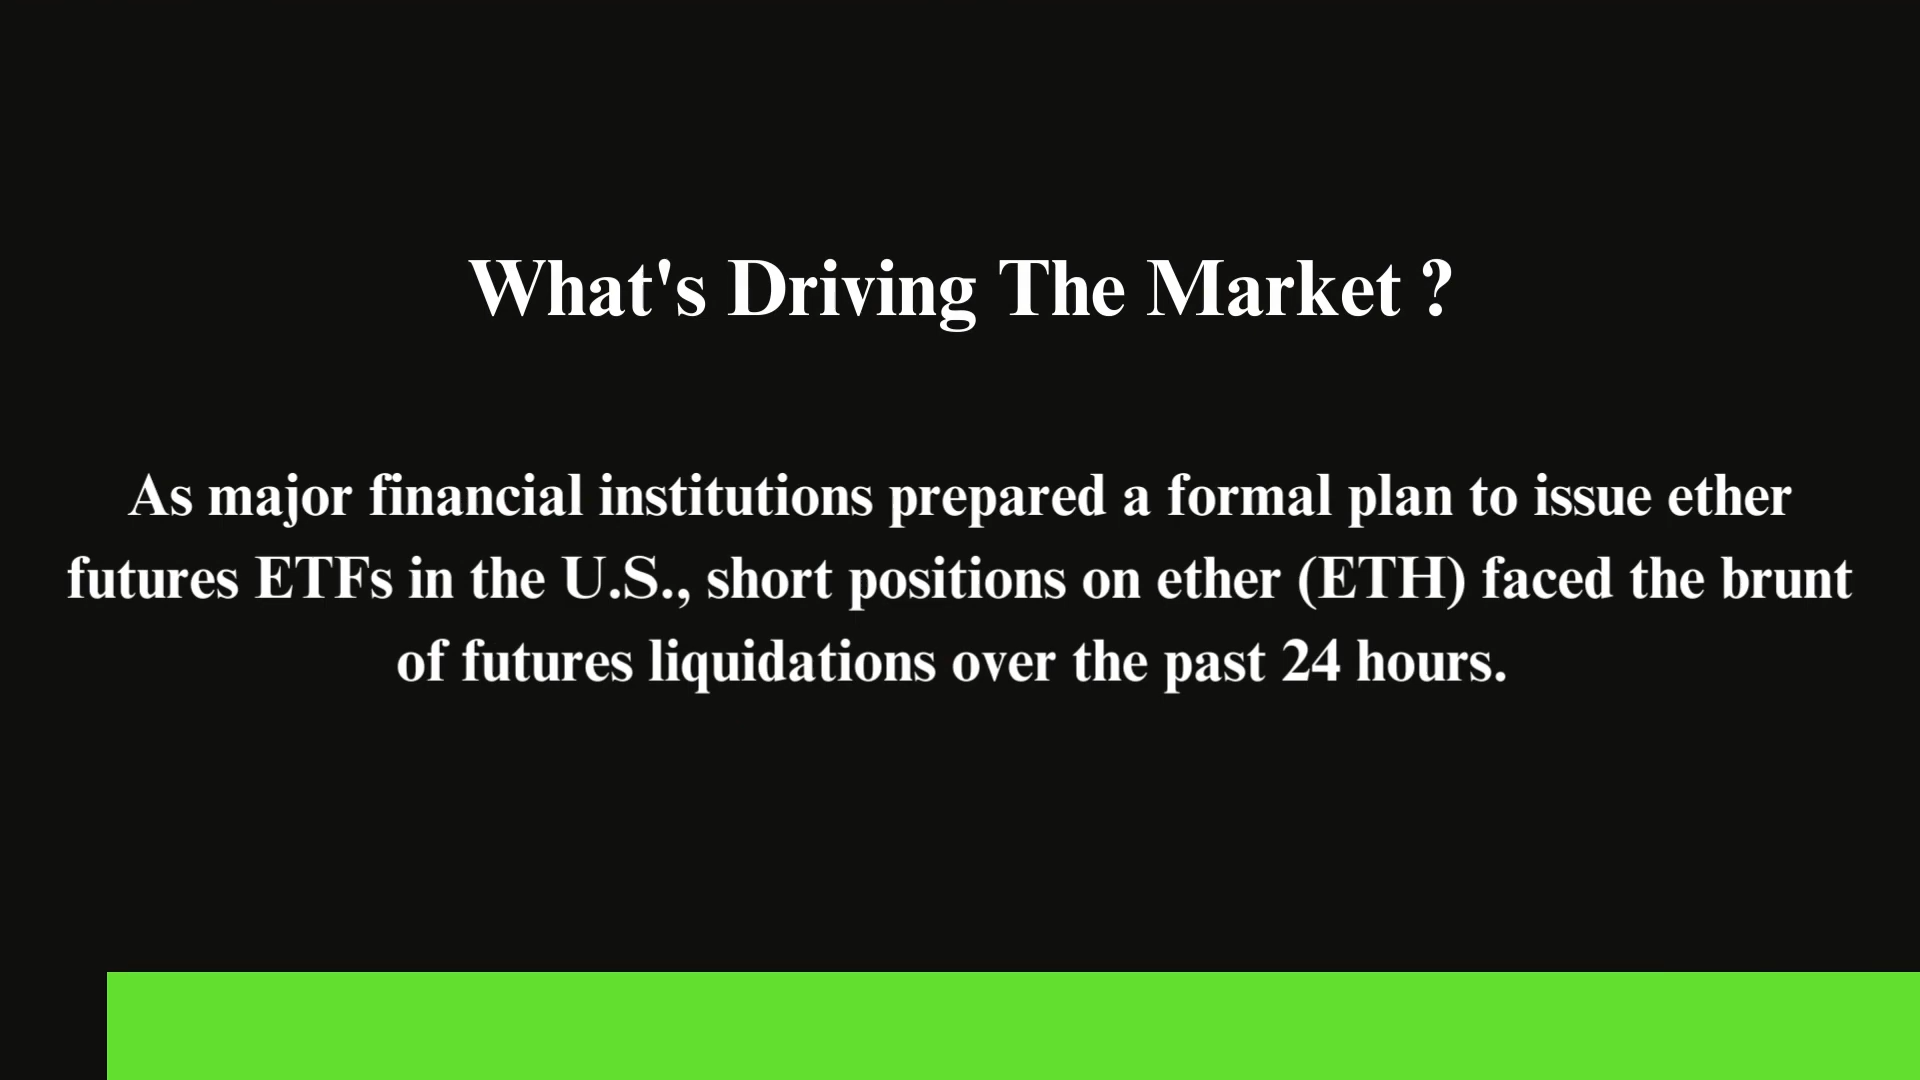 What's Driving The Market ?
As major financial institutions prepared a formal plan to issue ether
futures ETFs in the U.S., short positions on ether (ETH) faced the brunt
of futures liquidations over the past 24 hours.